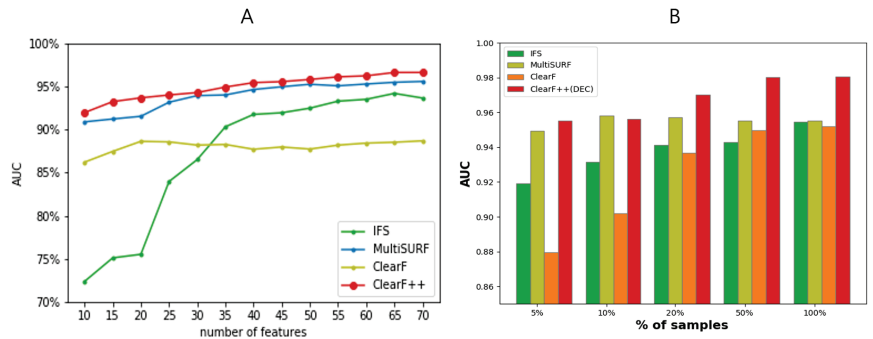 A
100%
95%
90%
85%
80%
75%
70%
AUC
10 15 20 25 30 35 40 45 50 55 60 65 70
number of features
IFS
MultiSURF
ClearF
ClearF++
B
1.00
0.98
0.96
0.94
0.92
0.90
0.88
0.86
AUC
5% 10% 20% 50% 100%
% of samples
IFS
MultiSURF
ClearF
ClearF++(DEC)